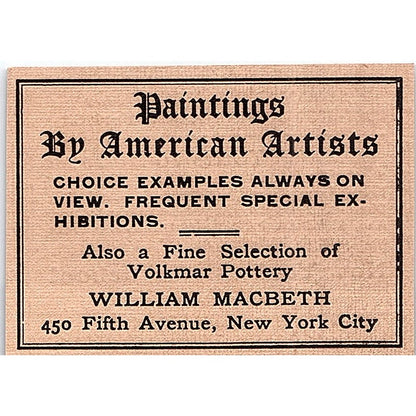 Paintings
By American Artists
CHOICE EXAMPLES ALWAYS ON
VIEW. FREQUENT SPECIAL EX-
HIBITIONS.
Also a Fine Selection of
Volkmar Pottery
WILLIAM MACBETH
450 Fifth Avenue, New York City